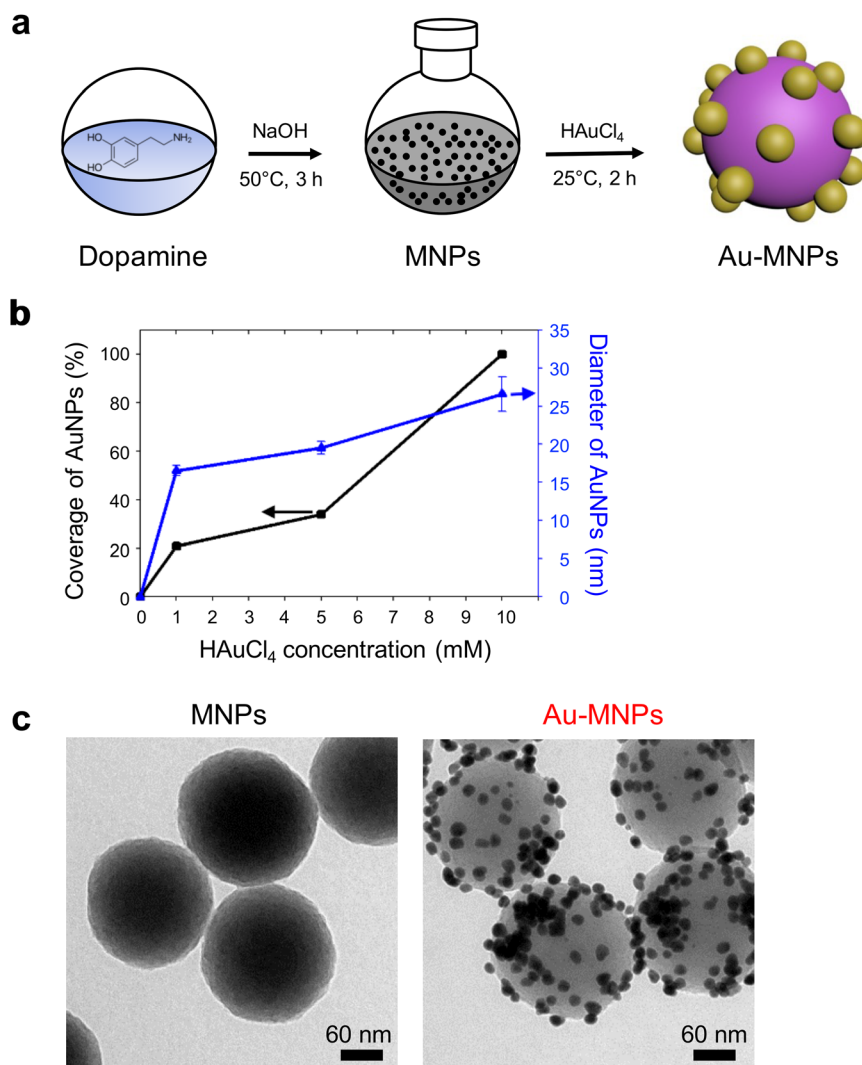 a
HO
HO
NH₂
NaOH
50°C, 3 h
HAuCl₄
25°C, 2 h
Dopamine
MNPs
Au-MNPs
b
Coverage of AuNPs (%)
100
80
60
40
20
0
35
30
25
20
15
10
5
0
Diameter of AuNPs (nm)
0 1 2 3 4 5 6 7 8 9 10
HAuCl₄ concentration (mM)
c
MNPs
Au-MNPs
60 nm
60 nm